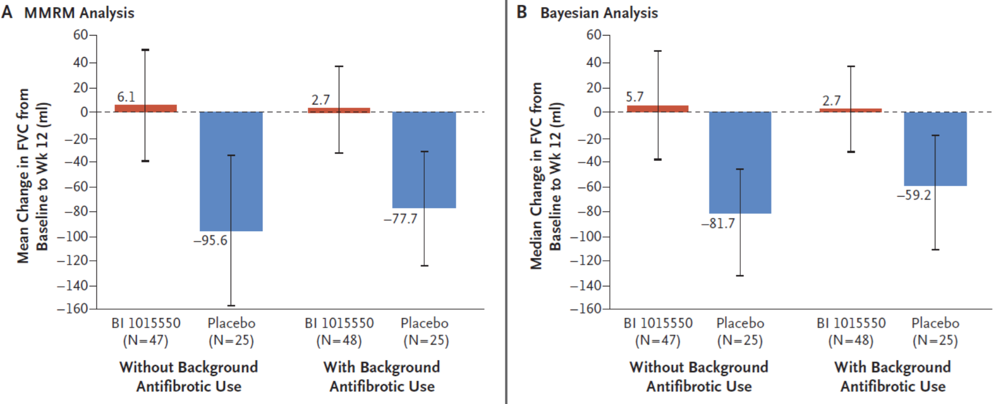 A MMRM Analysis
Mean Change in FVC from
Baseline to Wk 12 (ml)
60
40
20
0
−20
−40
−60
−80
−100
−120
−140
−160
6.1
−95.6
2.7
−77.7
BI 1015550 Placebo BI 1015550 Placebo
(N=47) (N=25) (N=48) (N=25)
Without Background With Background
Antifibrotic Use Antifibrotic Use
B Bayesian Analysis
Median Change in FVC from
Baseline to Wk 12 (ml)
60
40
20
0
−20
−40
−60
−80
−100
−120
−140
−160
5.7
−81.7
2.7
−59.2
BI 1015550 Placebo BI 1015550 Placebo
(N=47) (N=25) (N=48) (N=25)
Without Background With Background
Antifibrotic Use Antifibrotic Use